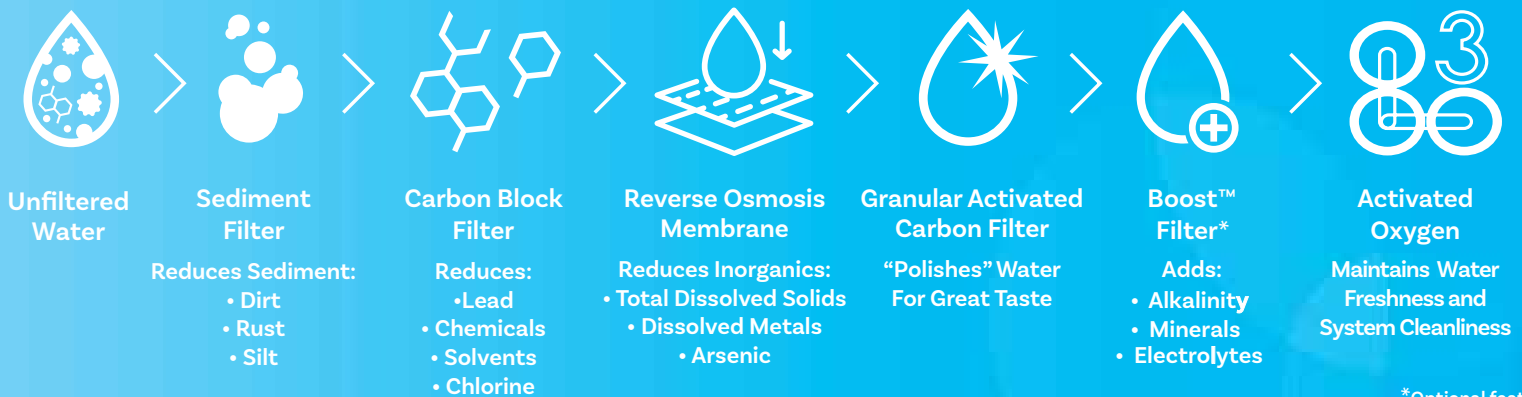 3
Unfiltered
Water
Sediment
Filter
Reduces Sediment:
• Dirt
• Rust
• Silt
Carbon Block
Filter
Reduces:
•Lead
• Chemicals
• Solvents
• Chlorine
Reverse Osmosis
Membrane
Reduces Inorganics:
• Total Dissolved Solids
• Dissolved Metals
• Arsenic
Granular Activated
Carbon Filter
“Polishes” Water
For Great Taste
Boost™
Filter*
Adds:
• Alkalinity
• Minerals
• Electrolytes
Activated
Oxygen
Maintains Water
Freshness and
System Cleanliness
*Optional